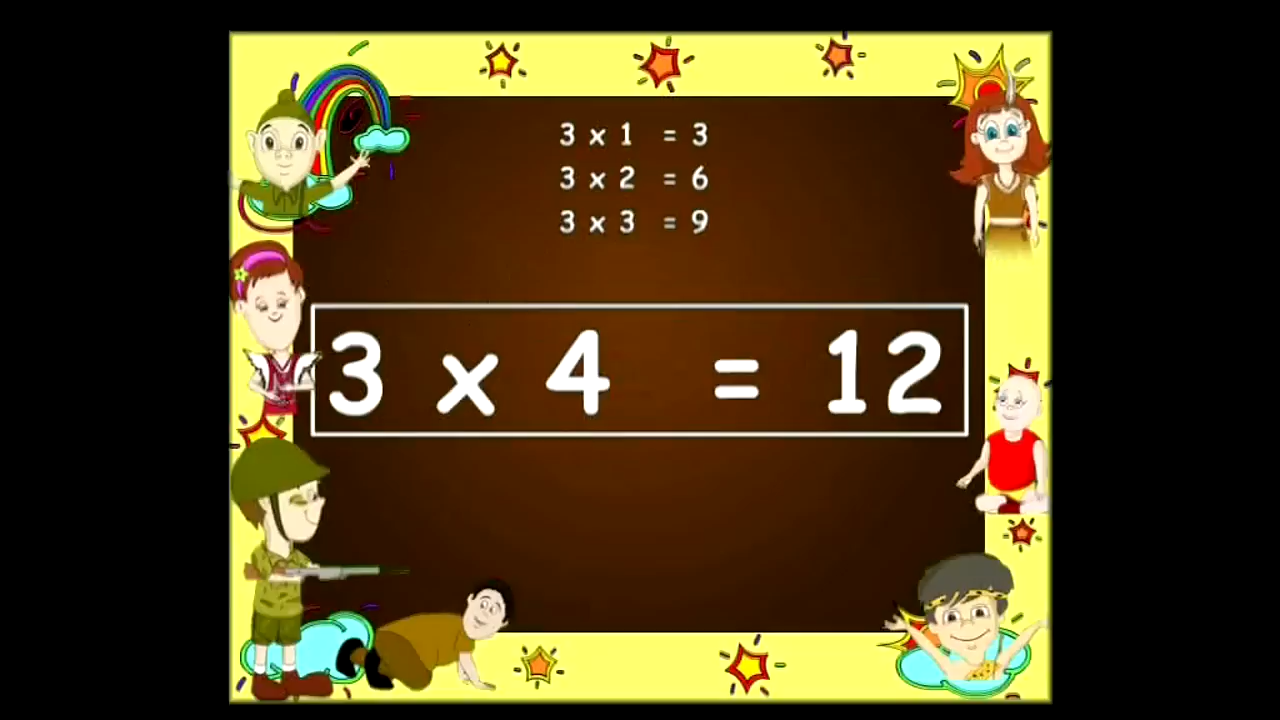 3 x 1 = 3
3 x 2 = 6
3 x 3 = 9
3 x 4 = 12